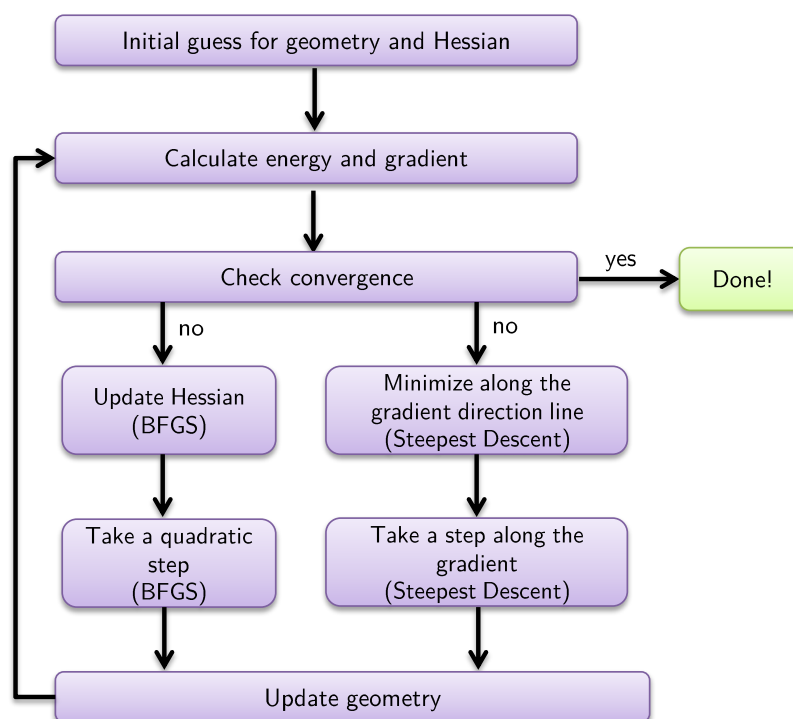 Initial guess for geometry and Hessian
Calculate energy and gradient
Check convergence
yes
Done!
no
no
Update Hessian
(BFGS)
Minimize along the
gradient direction line
(Steepest Descent)
Take a quadratic
step
(BFGS)
Take a step along the
gradient
(Steepest Descent)
Update geometry